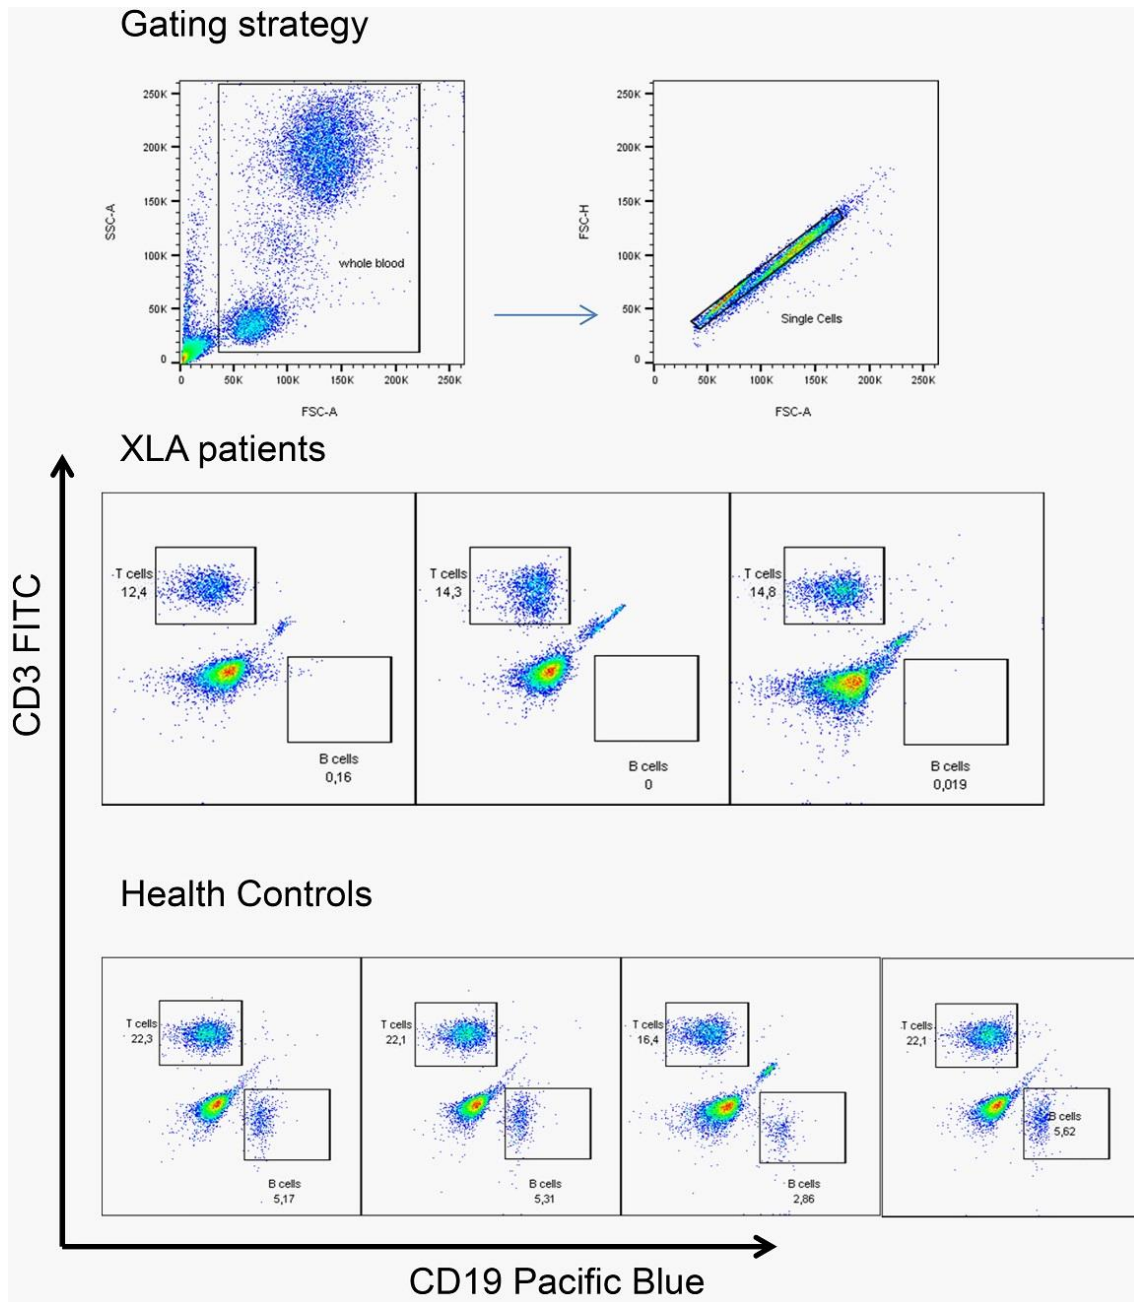 Gating strategy
250K
200K
150K
100K
50K
0
SSC-A
whole blood
0 50K 100K 150K 200K 250K
FSC-A
250K
200K
150K
100K
50K
0
FSC-H
Single Cells
0 50K 100K 150K 200K 250K
FSC-A
XLA patients
CD3 FITC
T cells
12,4
B cells
0,16
T cells
14,3
B cells
0
T cells
14,8
B cells
0,019
Health Controls
T cells
22,3
B cells
5,17
T cells
22,1
B cells
5,31
T cells
16,4
B cells
2,86
T cells
22,1
B cells
5,62
CD19 Pacific Blue